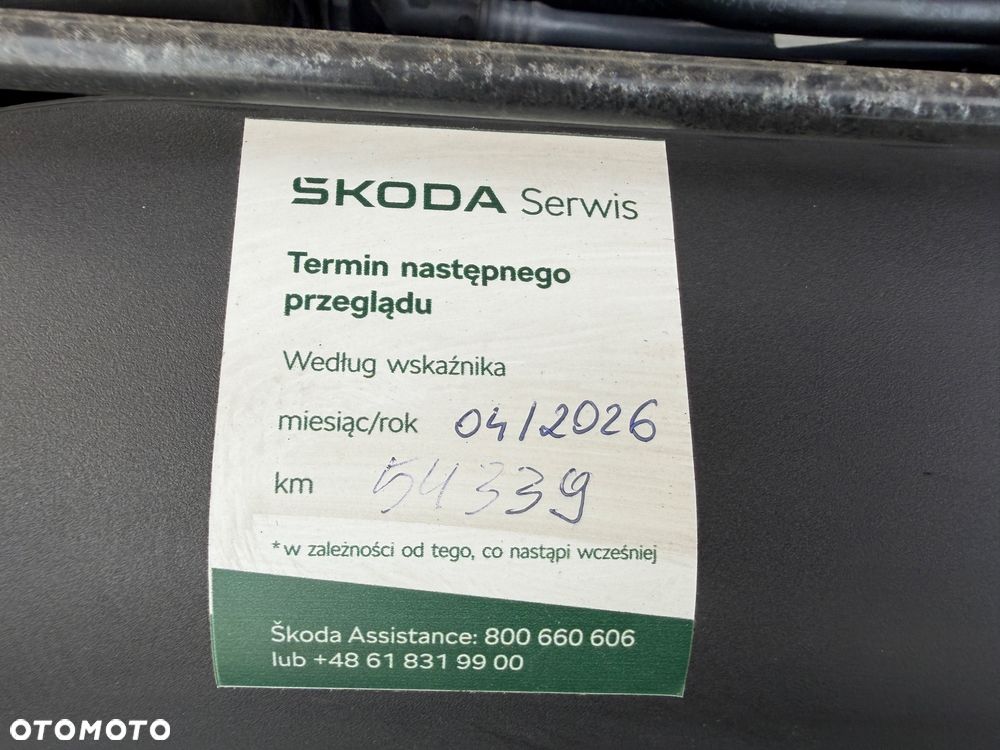 ŠKODA Serwis
Termin następnego
przeglądu
Według wskaźnika
miesiąc/rok 04/2026
km 54339
*w zależności od tego, co nastąpi wcześniej
Škoda Assistance: 800 660 606
lub +48 61 831 99 00
OTOMOTO